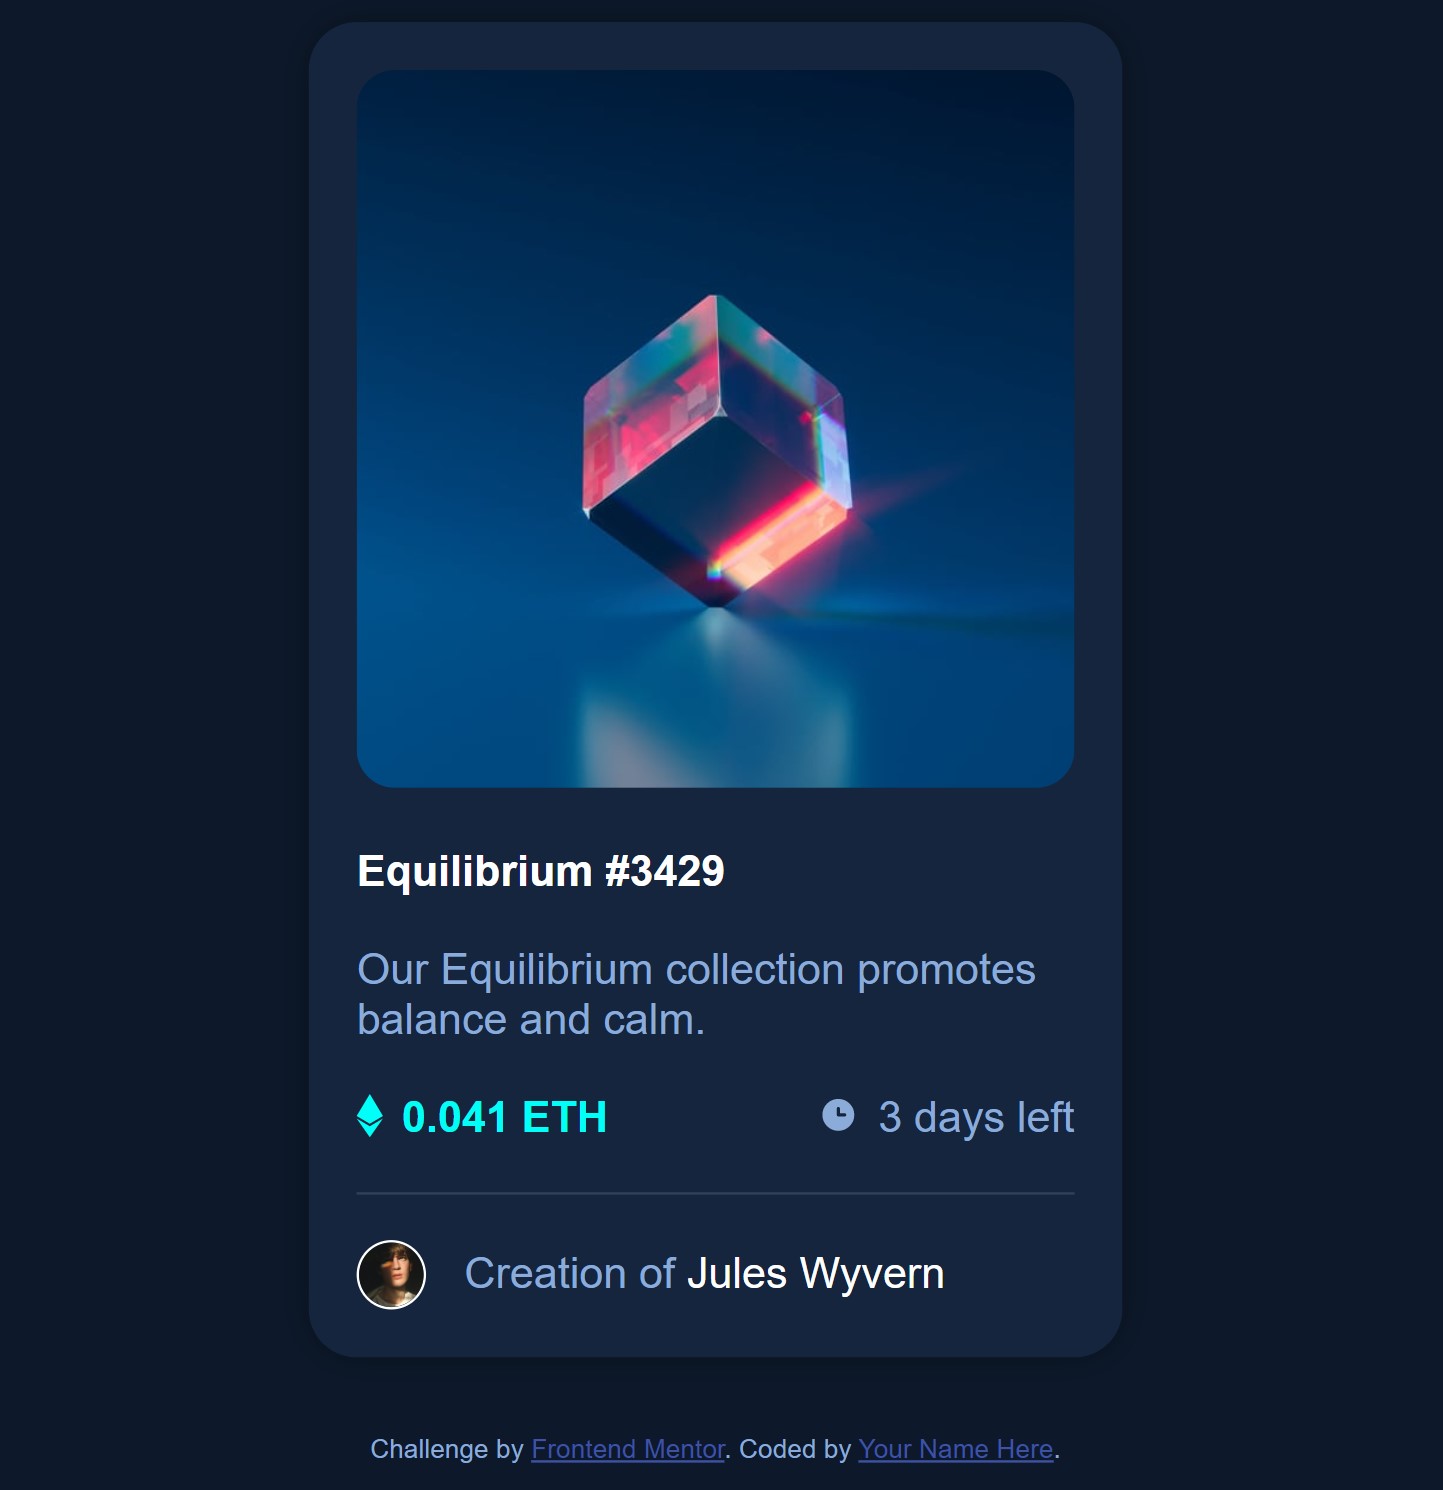 Equilibrium #3429
Our Equilibrium collection promotes
balance and calm.
0.041 ETH
3 days left
Creation of Jules Wyvern
Challenge by Frontend Mentor. Coded by Your Name Here.